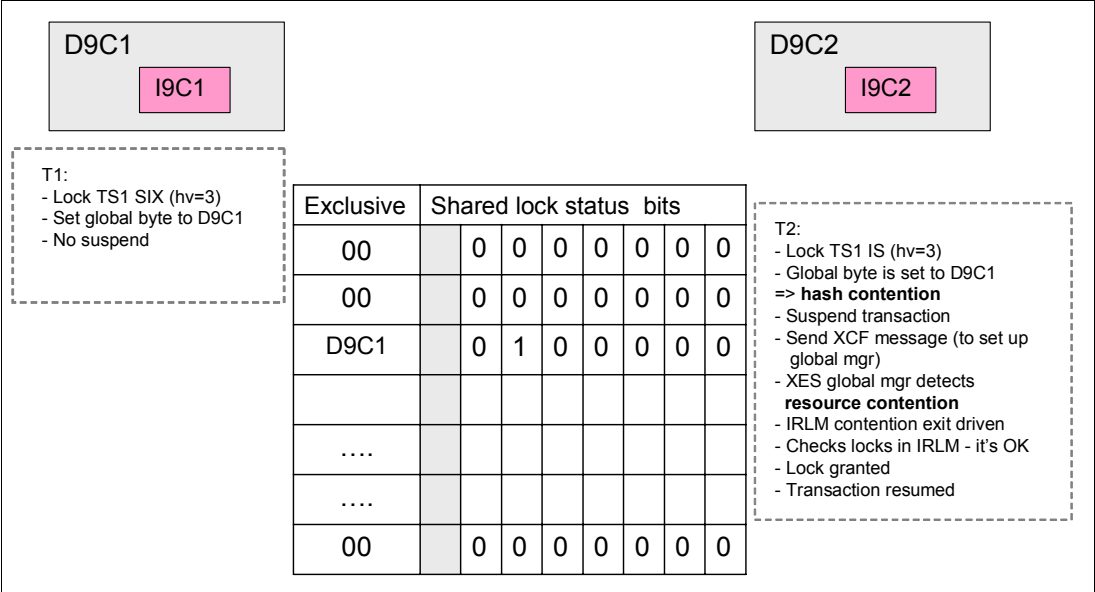 D9C1
I9C1
D9C2
I9C2
T1:
- Lock TS1 SIX (hv=3)
- Set global byte to D9C1
- No suspend
Exclusive Shared lock status bits
00 0 0 0 0 0 0 0
00 0 0 0 0 0 0 0
D9C1 0 1 0 0 0 0 0
….
….
00 0 0 0 0 0 0 0
T2:
- Lock TS1 IS (hv=3)
- Global byte is set to D9C1
=> hash contention
- Suspend transaction
- Send XCF message (to set up
global mgr)
- XES global mgr detects
resource contention
- IRLM contention exit driven
- Checks locks in IRLM - it's OK
- Lock granted
- Transaction resumed